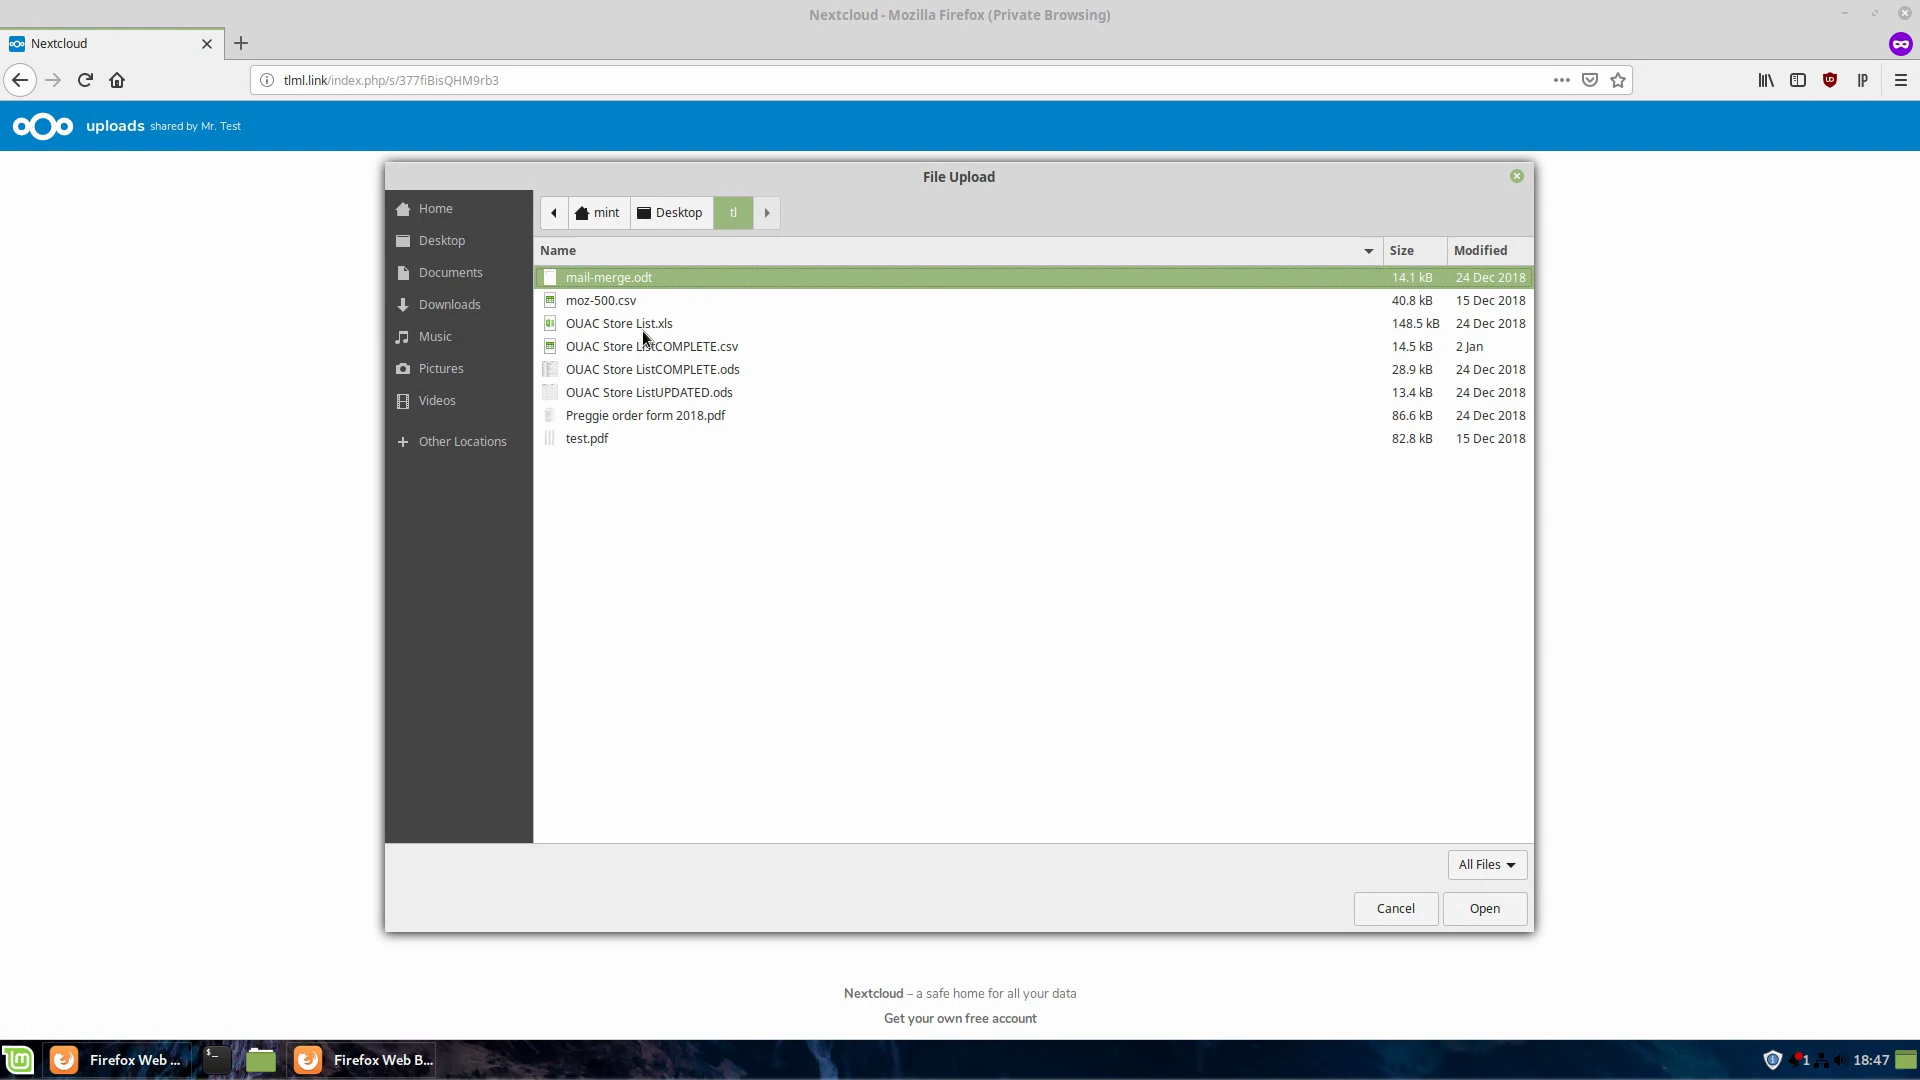 Nextcloud - Mozilla Firefox (Private Browsing)
Nextcloud
tlml.link/index.php/s/377fiBisQHM9rb3
uploads shared by Mr. Test
File Upload
Home
Desktop
Documents
Downloads
Music
Pictures
Videos
Other Locations
mint Desktop tl
Name Size Modified
mail-merge.odt 14.1 kB 24 Dec 2018
moz-500.csv 40.8 kB 15 Dec 2018
OUAC Store List.xls 148.5 kB 24 Dec 2018
OUAC Store ListCOMPLETE.csv 14.5 kB 2 Jan
OUAC Store ListCOMPLETE.ods 28.9 kB 24 Dec 2018
OUAC Store ListUPDATED.ods 13.4 kB 24 Dec 2018
Preggie order form 2018.pdf 86.6 kB 24 Dec 2018
test.pdf 82.8 kB 15 Dec 2018
All Files
Cancel Open
Nextcloud – a safe home for all your data
Get your own free account
Firefox Web ... Firefox Web B... 1 18:47